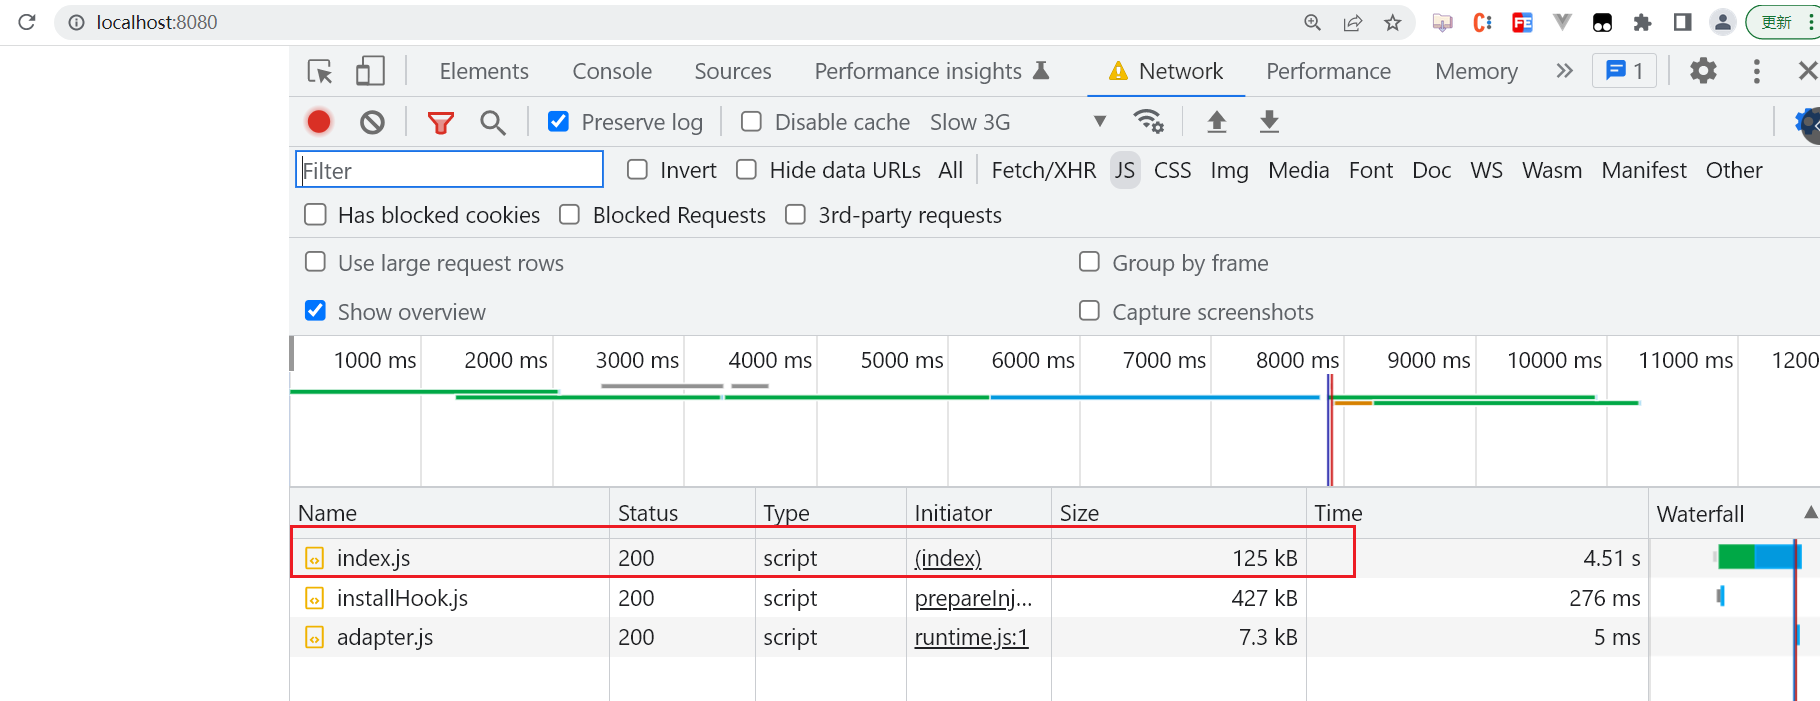 localhost:8080 更新
Elements Console Sources Performance insights Network Performance Memory 1
Preserve log Disable cache Slow 3G
Filter Invert Hide data URLs All Fetch/XHR JS CSS Img Media Font Doc WS Wasm Manifest Other
Has blocked cookies Blocked Requests 3rd-party requests
Use large request rows Group by frame
Show overview Capture screenshots
1000 ms 2000 ms 3000 ms 4000 ms 5000 ms 6000 ms 7000 ms 8000 ms 9000 ms 10000 ms 11000 ms 1200
Name Status Type Initiator Size Time Waterfall
index.js 200 script (index) 125 kB 4.51 s
installHook.js 200 script prepareInj... 427 kB 276 ms
adapter.js 200 script runtime.js:1 7.3 kB 5 ms